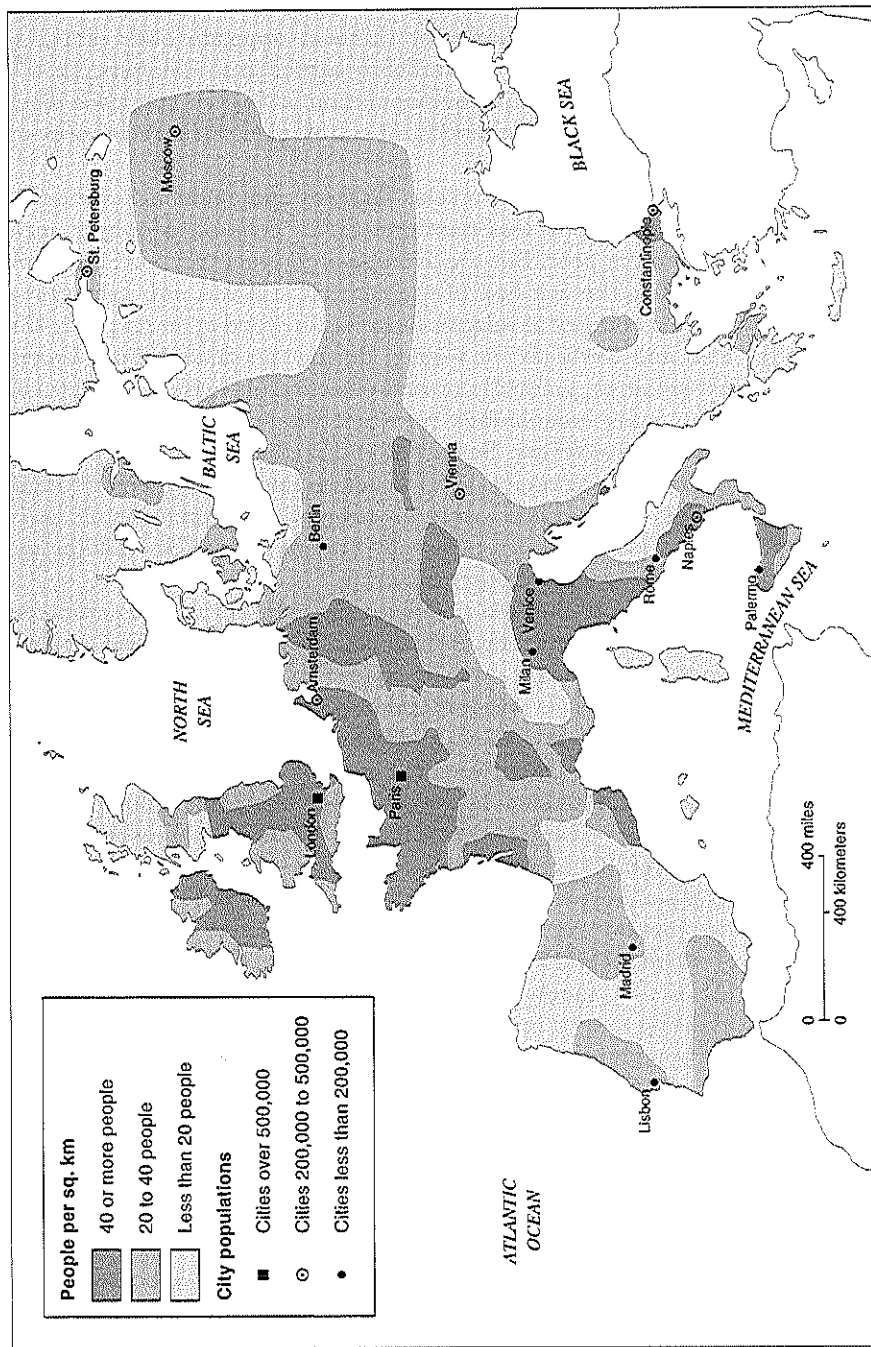 People per sq. km
40 or more people
20 to 40 people
Less than 20 people
City populations
Cities over 500,000
Cities 200,000 to 500,000
Cities less than 200,000
St. Petersburg
Moscow
BALTIC
SEA
NORTH
SEA
Berlin
Amsterdam
London
Paris
Vienna
BLACK SEA
Venice
Milan
ATLANTIC
OCEAN
Constantinople
Rome
Naples
Madrid
Lisbon
Palermo
MEDITERRANEAN SEA
0
400 miles
0
400 kilometers